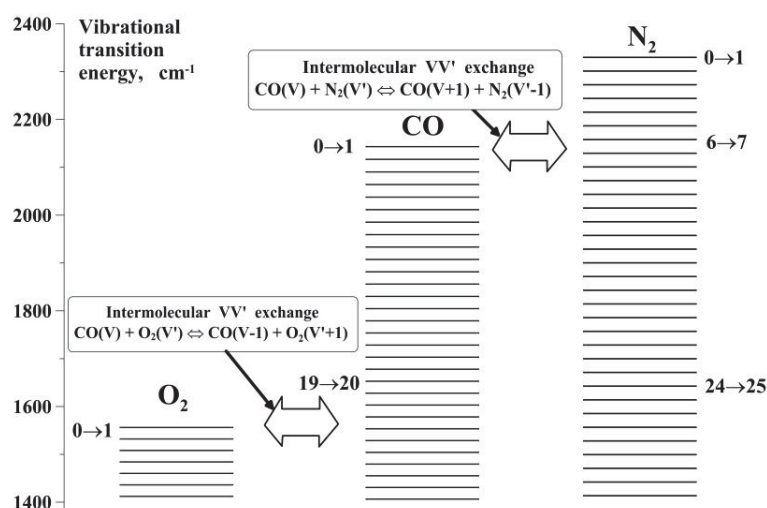 2400
Vibrational
transition
energy, cm⁻¹
N₂
0→1
Intermolecular VV' exchange
CO(V) + N₂(V') ⇔ CO(V+1) + N₂(V'-1)
2200
CO
0→1
6→7
2000
1800
Intermolecular VV' exchange
CO(V) + O₂(V') ⇔ CO(V-1) + O₂(V'+1)
19→20
24→25
O₂
1600
0→1
1400